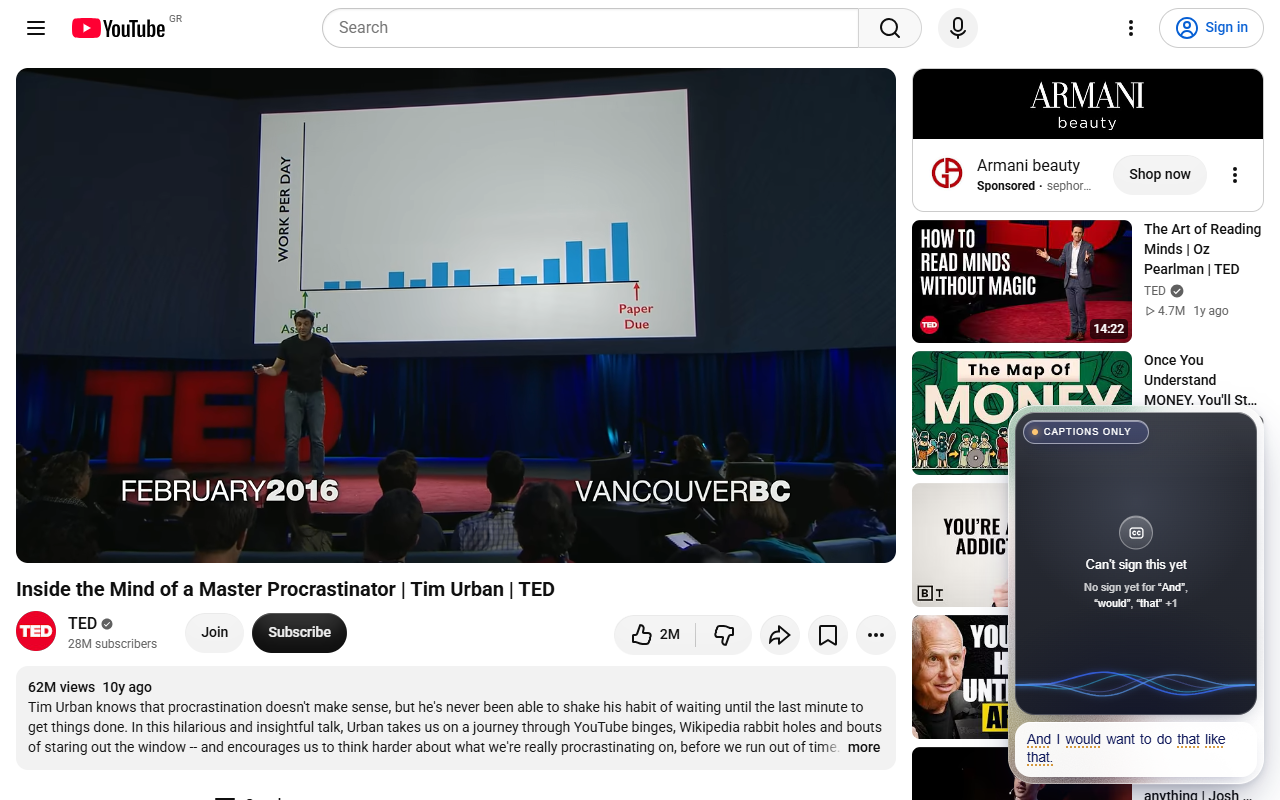 YouTube GR
Search
Sign in
WORK PER DAY
Paper
Due
TED
FEBRUARY2016
VANCOUVERBC
Inside the Mind of a Master Procrastinator | Tim Urban | TED
TED
TED
28M subscribers
Join
Subscribe
2M
62M views 10y ago
Tim Urban knows that procrastination doesn't make sense, but he's never been able to shake his habit of waiting until the last minute to
get things done. In this hilarious and insightful talk, Urban takes us on a journey through YouTube binges, Wikipedia rabbit holes and bouts
of staring out the window -- and encourages us to think harder about what we're really procrastinating on, before we run out of time. more
ARMANI
beauty
Armani beauty
Sponsored · sephor...
Shop now
HOW TO
READ MINDS
WITHOUT MAGIC
TED
14:22
The Art of Reading
Minds | Oz
Pearlman | TED
TED
4.7M 1y ago
The Map Of
MONEY
Once You
Understand
MONEY. You'll St...
YOU'RE
ADDIC
B T
YOU
UNTI
CAPTIONS ONLY
CC
Can't sign this yet
No sign yet for “And”,
“would”, “that” +1
And I would want to do that like
that.
anything | Josh ...